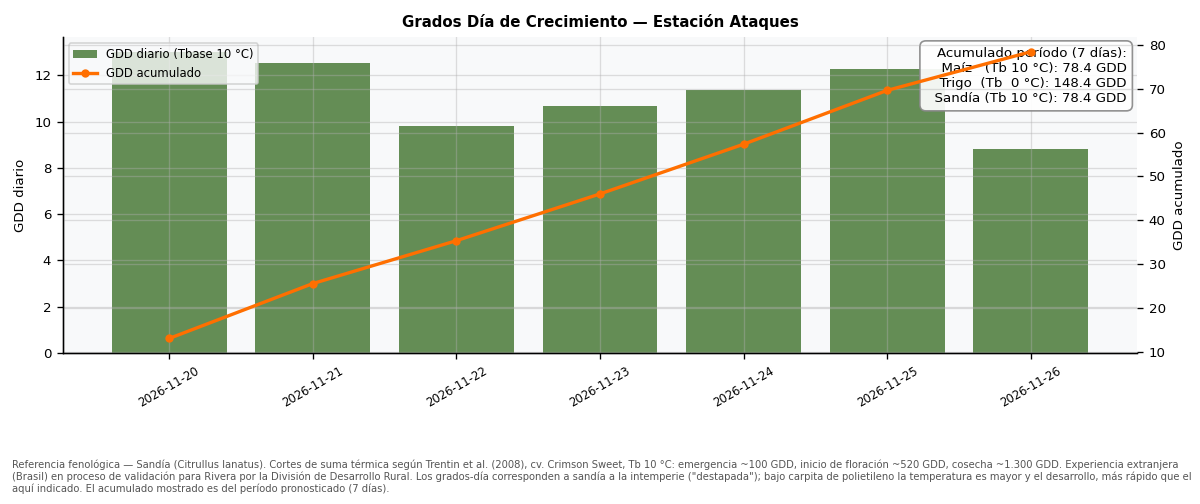 Grados Día de Crecimiento — Estación Ataques
GDD diario (Tbase 10 °C)
GDD acumulado
Acumulado período (7 días):
Maíz (Tb 10 °C): 78.4 GDD
Trigo (Tb 0 °C): 148.4 GDD
Sandía (Tb 10 °C): 78.4 GDD
GDD diario
12
10
8
6
4
2
0
80
70
60
50
40
30
20
10
GDD acumulado
2026-11-20
2026-11-21
2026-11-22
2026-11-23
2026-11-24
2026-11-25
2026-11-26
Referencia fenológica — Sandía (Citrullus lanatus). Cortes de suma térmica según Trentin et al. (2008), cv. Crimson Sweet, Tb 10 °C: emergencia ~100 GDD, inicio de floración ~520 GDD, cosecha ~1.300 GDD. Experiencia extranjera
(Brasil) en proceso de validación para Rivera por la División de Desarrollo Rural. Los grados-día corresponden a sandía a la intemperie ("destapada"); bajo carpita de polietileno la temperatura es mayor y el desarrollo, más rápido que el
aquí indicado. El acumulado mostrado es del período pronosticado (7 días).